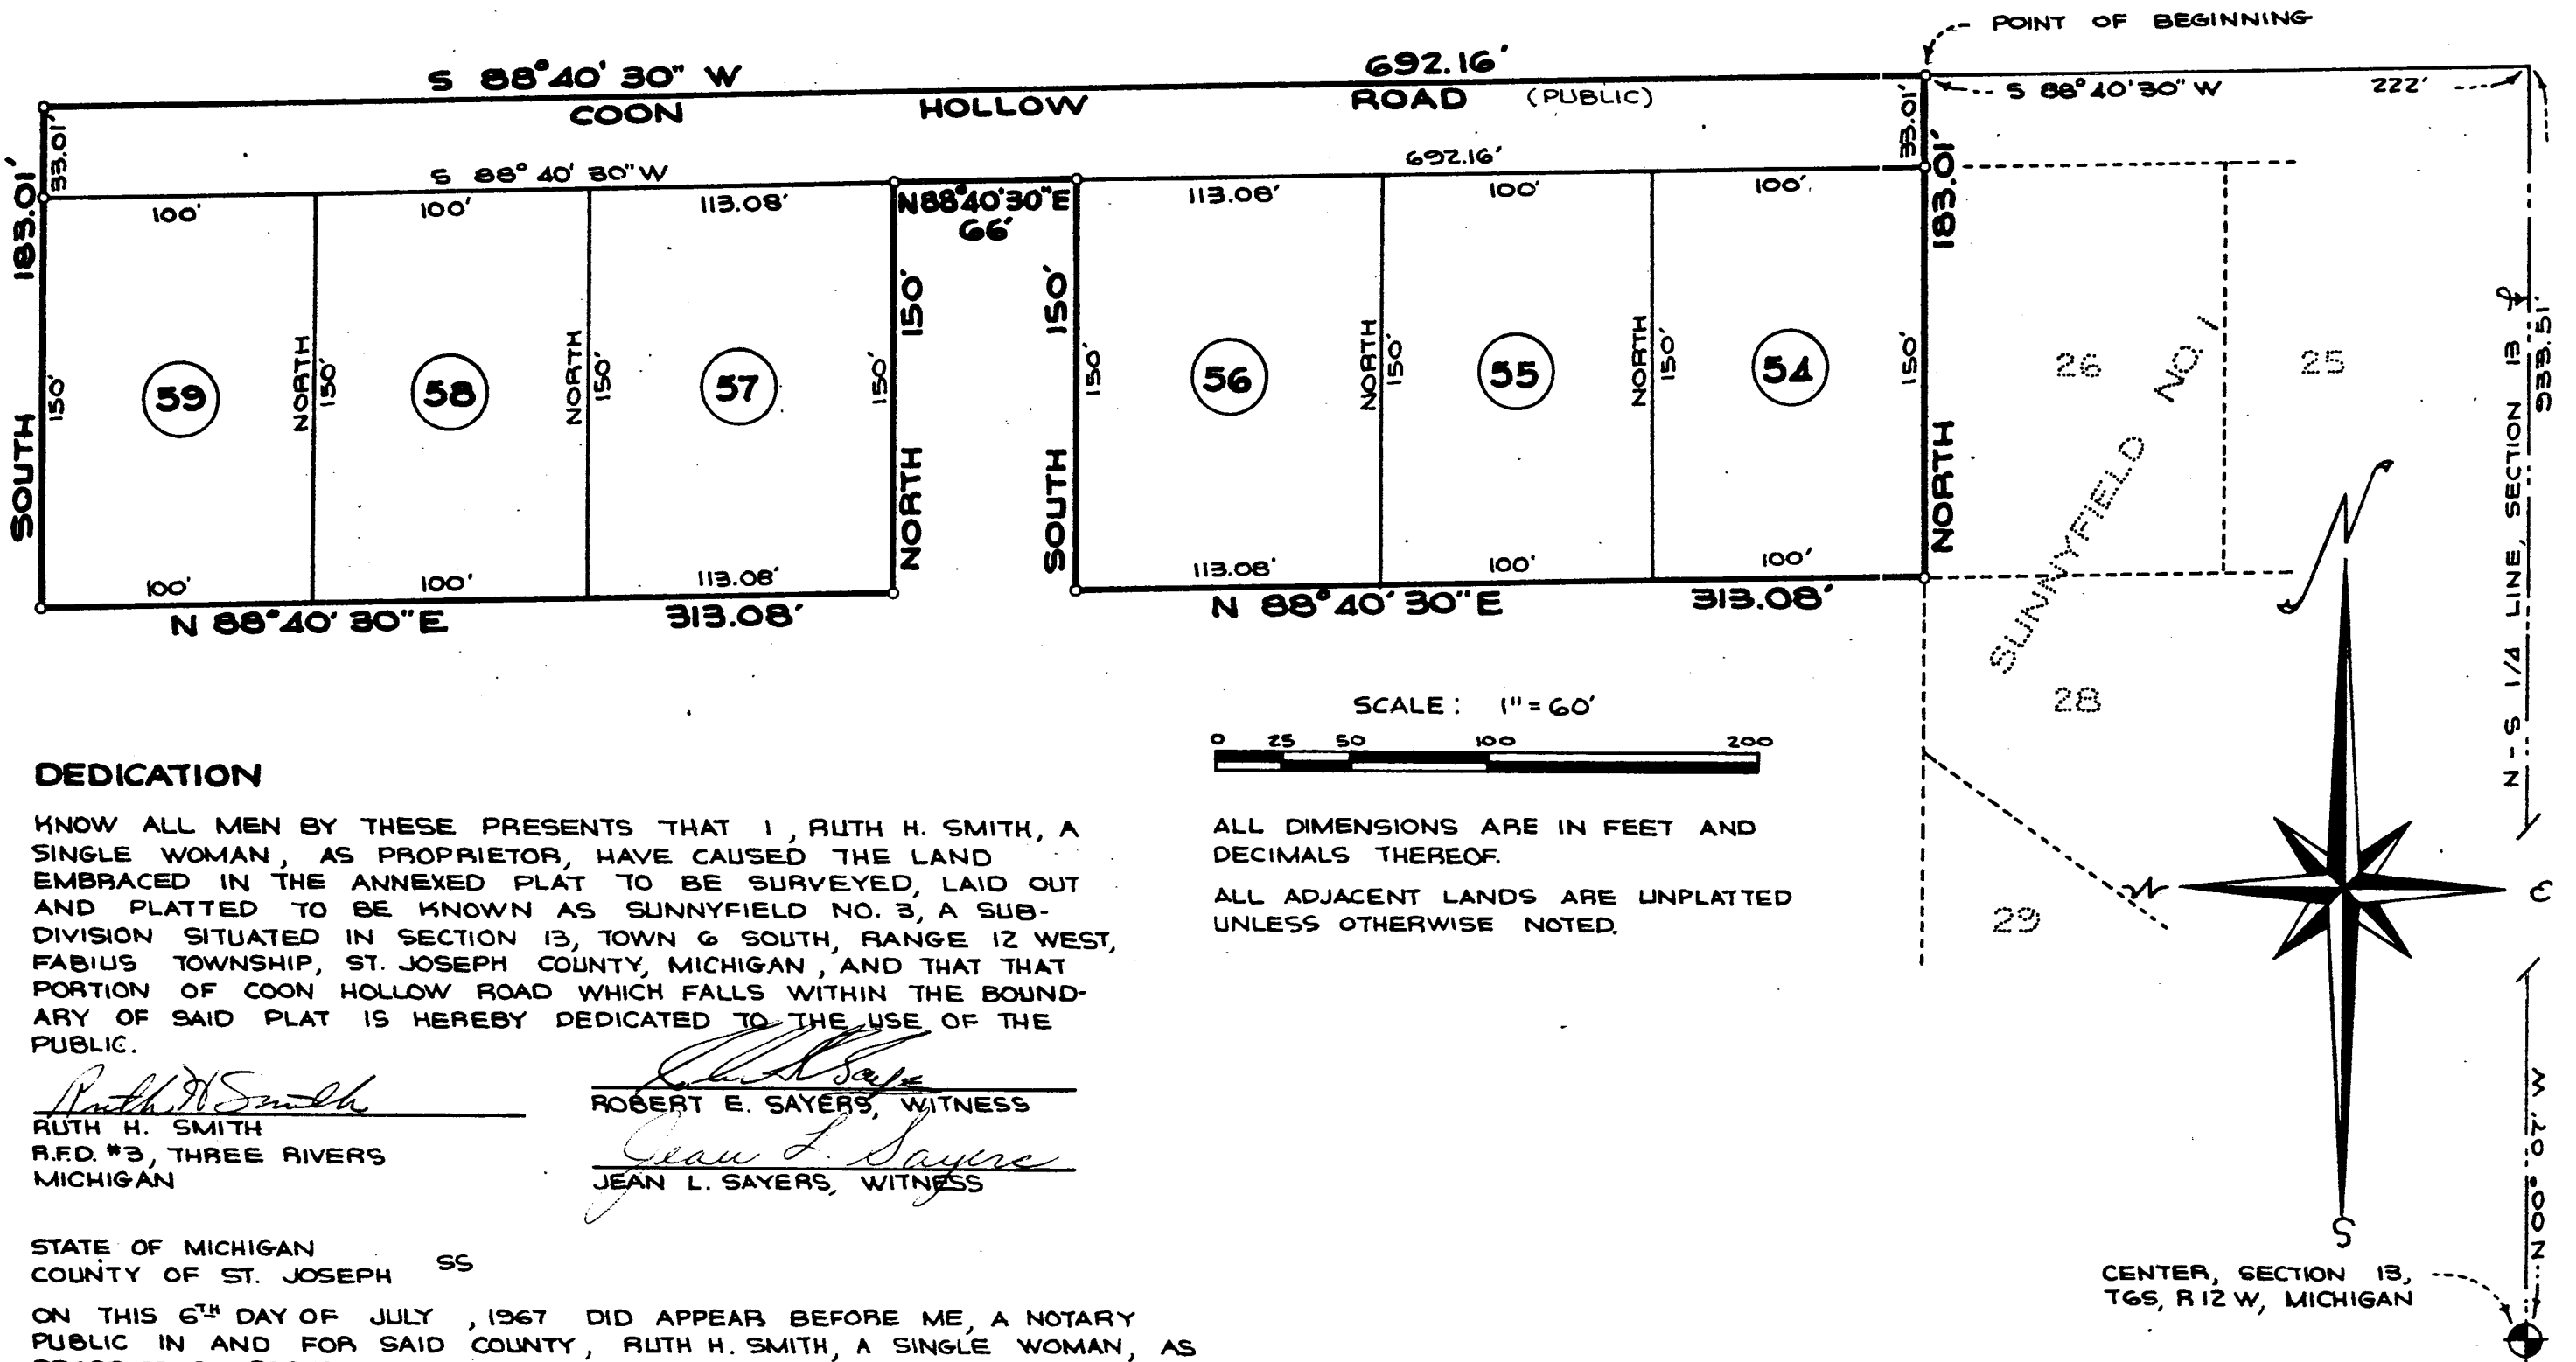 POINT OF BEGINNING
S 88°40'30" W 692.16'
COON HOLLOW ROAD (PUBLIC)
S 88°40'30" W 222'
33.01'
33.01'
183.01'
183.01'
S 88° 40' 30" W 692.16'
100' 100' 113.08'
N88°40'30"E
66'
113.08' 100' 100'
SOUTH
150'
59
NORTH
150'
58
NORTH
150'
57
150'
NORTH 150'
SOUTH 150'
150'
56
NORTH
150'
55
NORTH
150'
54
150'
NORTH
100' 100' 113.08'
N 88°40'30"E 313.08'
113.08' 100' 100'
N 88°40'30"E 313.08'
26
25
SUNNYFIELD NO. 1
28
29
N-S 1/4 LINE, SECTION 13
933.51'
N00°07'W
N
W
E
S
SCALE: 1"=60'
0 25 50 100 200
ALL DIMENSIONS ARE IN FEET AND
DECIMALS THEREOF.
ALL ADJACENT LANDS ARE UNPLATTED
UNLESS OTHERWISE NOTED.
CENTER, SECTION 13,
T6S, R12W, MICHIGAN
DEDICATION
KNOW ALL MEN BY THESE PRESENTS THAT I, RUTH H. SMITH, A
SINGLE WOMAN, AS PROPRIETOR, HAVE CAUSED THE LAND
EMBRACED IN THE ANNEXED PLAT TO BE SURVEYED, LAID OUT
AND PLATTED TO BE KNOWN AS SUNNYFIELD NO. 3, A SUB-
DIVISION SITUATED IN SECTION 13, TOWN 6 SOUTH, RANGE 12 WEST,
FABIUS TOWNSHIP, ST. JOSEPH COUNTY, MICHIGAN, AND THAT THAT
PORTION OF COON HOLLOW ROAD WHICH FALLS WITHIN THE BOUND-
ARY OF SAID PLAT IS HEREBY DEDICATED TO THE USE OF THE
PUBLIC.
Ruth H Smith
RUTH H. SMITH
R.F.D. #3, THREE RIVERS
MICHIGAN
ROBERT E. SAYERS, WITNESS
Jean L. Sayers
JEAN L. SAYERS, WITNESS
STATE OF MICHIGAN
COUNTY OF ST. JOSEPH SS
ON THIS 6TH DAY OF JULY, 1967 DID APPEAR BEFORE ME, A NOTARY
PUBLIC IN AND FOR SAID COUNTY, RUTH H. SMITH, A SINGLE WOMAN, AS